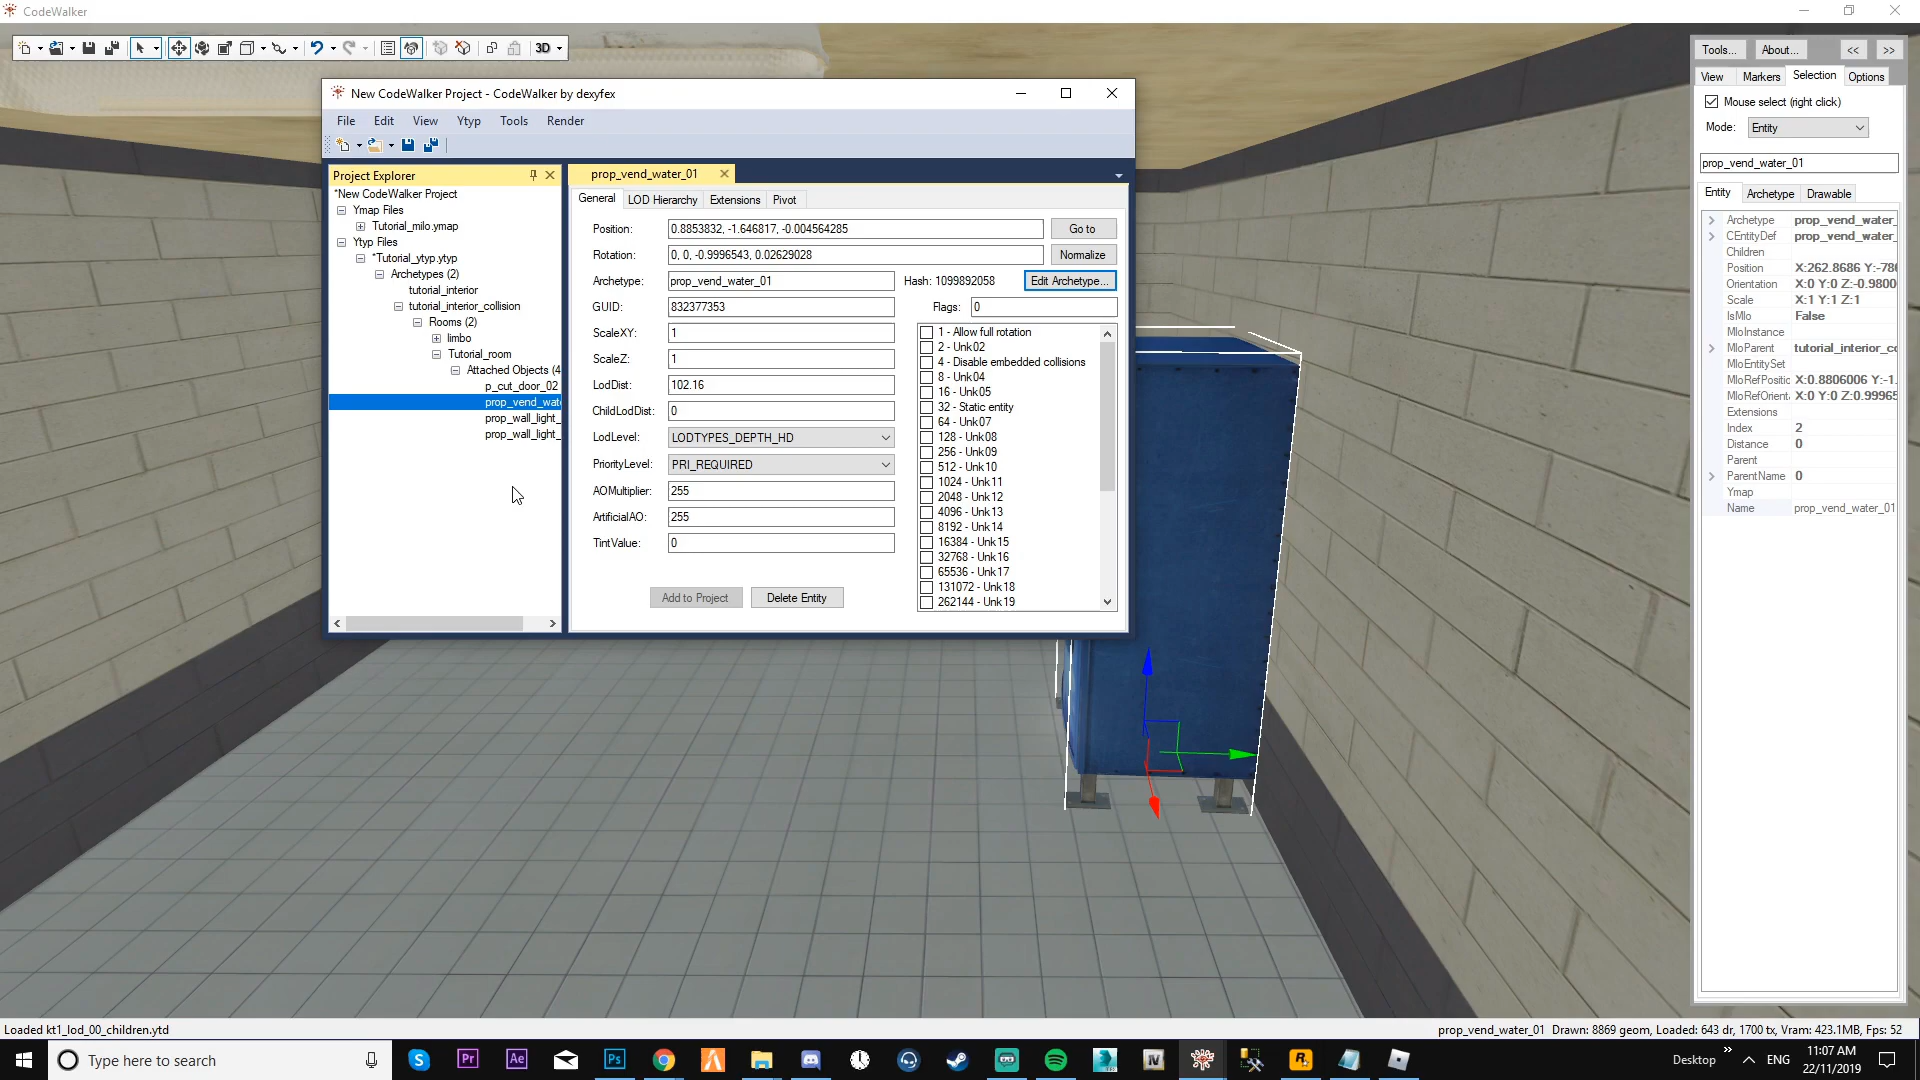 CodeWalker
3D
Tools...
About...
<<
>>
View
Markers
Selection
Options
Mouse select (right click)
Mode:
Entity
prop_vend_water_01
Entity
Archetype
Drawable
Archetype prop_vend_water_
CEntityDef prop_vend_water_
Children
Position X:262.8686 Y:-78
Orientation X:0 Y:0 Z:-0.9800
Scale X:1 Y:1 Z:1
IsMlo False
MloInstance
MloParent tutorial_interior_co
MloEntitySet
MloRefPositic X:0.8806006 Y:-1.
MloRefOrient X:0 Y:0 Z:0.99965
Extensions
Index 2
Distance 0
Parent
ParentName 0
Ymap
Name prop_vend_water_01
New CodeWalker Project - CodeWalker by dexyfex
File Edit View Ytyp Tools Render
Project Explorer
*New CodeWalker Project
Ymap Files
Tutorial_milo.ymap
Ytyp Files
*Tutorial_ytyp.ytyp
Archetypes (2)
tutorial_interior
tutorial_interior_collision
Rooms (2)
limbo
Tutorial_room
Attached Objects (4
p_cut_door_02
prop_vend_wat
prop_wall_light_
prop_wall_light_
prop_vend_water_01
General LOD Hierarchy Extensions Pivot
Position: 0.8853832, -1.646817, -0.004564285 Go to
Rotation: 0, 0, -0.9996543, 0.02629028 Normalize
Archetype: prop_vend_water_01 Hash: 1099892058 Edit Archetype...
GUID: 832377353 Flags: 0
ScaleXY: 1
ScaleZ: 1
LodDist: 102.16
ChildLodDist: 0
LodLevel: LODTYPES_DEPTH_HD
PriorityLevel: PRI_REQUIRED
AOMultiplier: 255
ArtificialAO: 255
TintValue: 0
1 - Allow full rotation
2 - Unk02
4 - Disable embedded collisions
8 - Unk04
16 - Unk05
32 - Static entity
64 - Unk07
128 - Unk08
256 - Unk09
512 - Unk10
1024 - Unk11
2048 - Unk12
4096 - Unk13
8192 - Unk14
16384 - Unk15
32768 - Unk16
65536 - Unk17
131072 - Unk18
262144 - Unk19
Add to Project
Delete Entity
Loaded kt1_lod_00_children.ytd
prop_vend_water_01 Drawn: 8869 geom, Loaded: 643 dr, 1700 tx, Vram: 423.1MB, Fps: 52
Type here to search
Pr
Ae
Ps
IV
R
Desktop
ENG
11:07 AM
22/11/2019